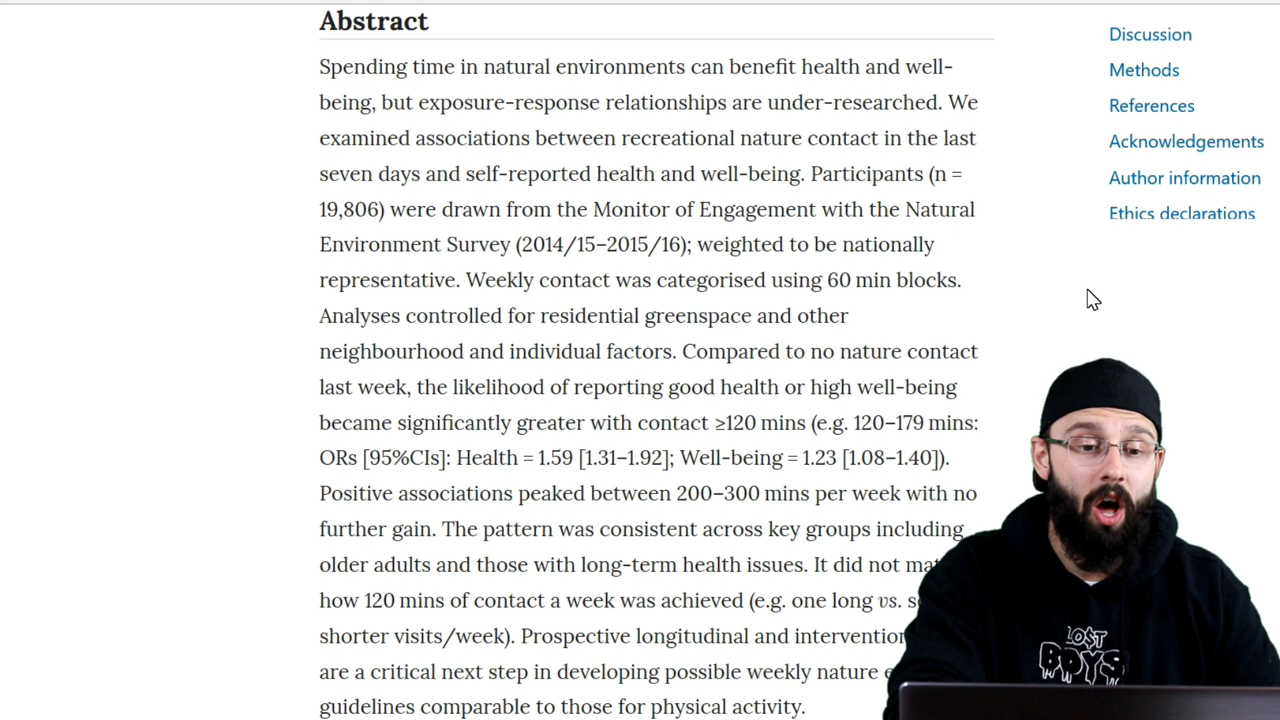 Abstract
Spending time in natural environments can benefit health and well-
being, but exposure-response relationships are under-researched. We
examined associations between recreational nature contact in the last
seven days and self-reported health and well-being. Participants (n =
19,806) were drawn from the Monitor of Engagement with the Natural
Environment Survey (2014/15–2015/16); weighted to be nationally
representative. Weekly contact was categorised using 60 min blocks.
Analyses controlled for residential greenspace and other
neighbourhood and individual factors. Compared to no nature contact
last week, the likelihood of reporting good health or high well-being
became significantly greater with contact ≥120 mins (e.g. 120–179 mins:
ORs [95%CIs]: Health = 1.59 [1.31–1.92]; Well-being = 1.23 [1.08–1.40]).
Positive associations peaked between 200–300 mins per week with no
further gain. The pattern was consistent across key groups including
older adults and those with long-term health issues. It did not
how 120 mins of contact a week was achieved (e.g. one long vs.
shorter visits/week). Prospective longitudinal and
are a critical next step in developing possible weekly nature
guidelines comparable to those for physical activity.
Discussion
Methods
References
Acknowledgements
Author information
Ethics declarations
LO$T
BOYS